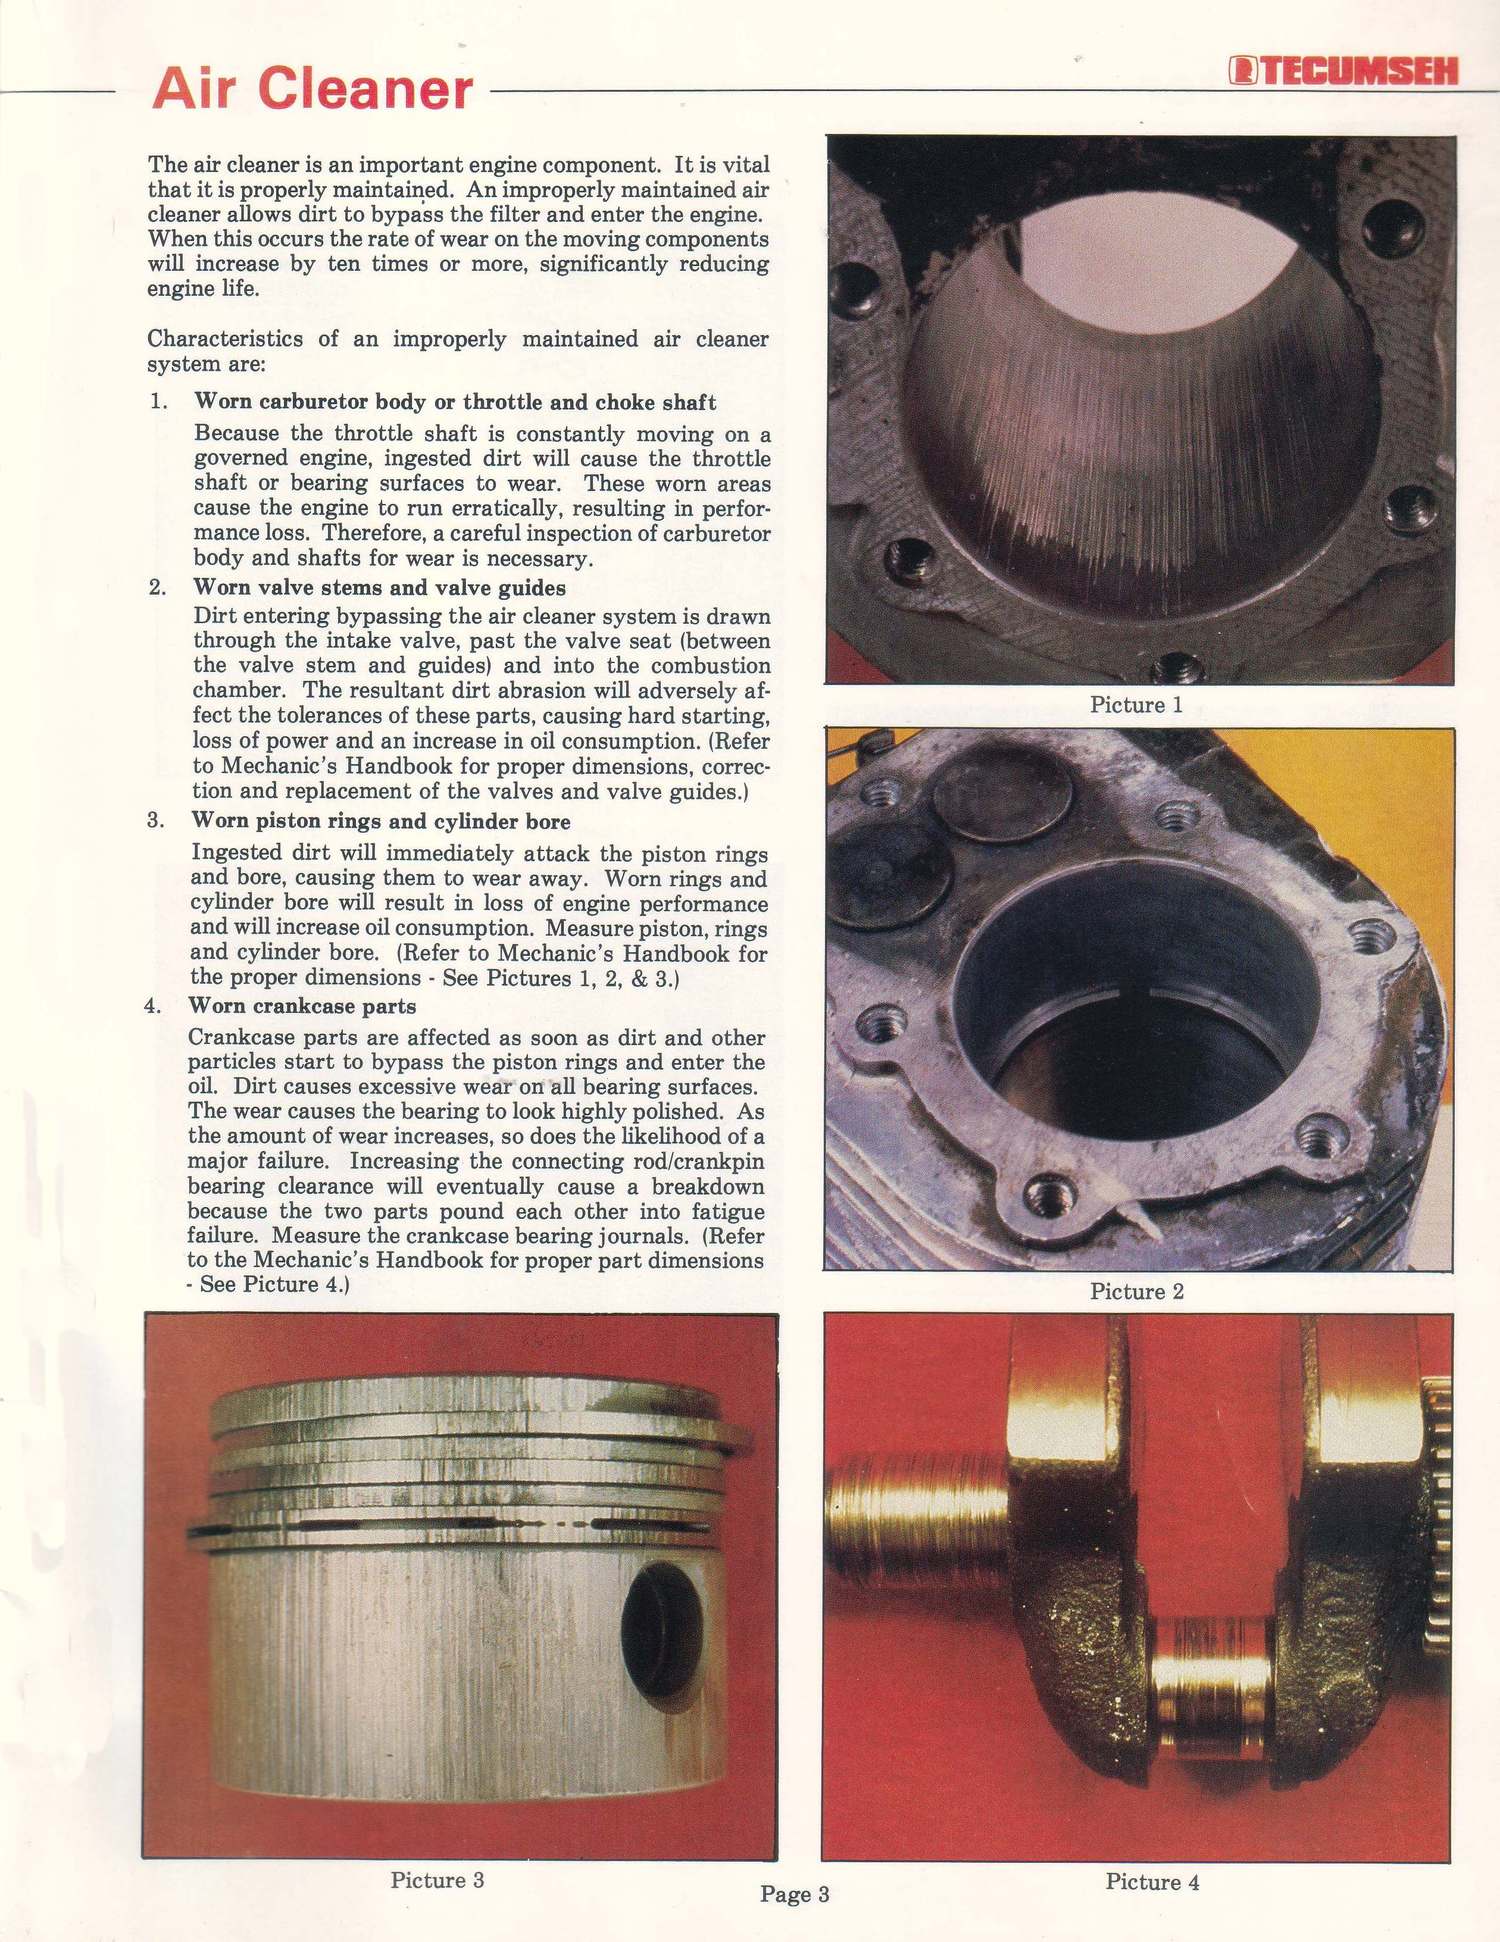 Air Cleaner
TECUMSEH
The air cleaner is an important engine component. It is vital
that it is properly maintained. An improperly maintained air
cleaner allows dirt to bypass the filter and enter the engine.
When this occurs the rate of wear on the moving components
will increase by ten times or more, significantly reducing
engine life.
Characteristics of an improperly maintained air cleaner
system are:
1. Worn carburetor body or throttle and choke shaft
Because the throttle shaft is constantly moving on a
governed engine, ingested dirt will cause the throttle
shaft or bearing surfaces to wear. These worn areas
cause the engine to run erratically, resulting in perfor-
mance loss. Therefore, a careful inspection of carburetor
body and shafts for wear is necessary.
2. Worn valve stems and valve guides
Dirt entering bypassing the air cleaner system is drawn
through the intake valve, past the valve seat (between
the valve stem and guides) and into the combustion
chamber. The resultant dirt abrasion will adversely af-
fect the tolerances of these parts, causing hard starting,
loss of power and an increase in oil consumption. (Refer
to Mechanic's Handbook for proper dimensions, correc-
tion and replacement of the valves and valve guides.)
3. Worn piston rings and cylinder bore
Ingested dirt will immediately attack the piston rings
and bore, causing them to wear away. Worn rings and
cylinder bore will result in loss of engine performance
and will increase oil consumption. Measure piston, rings
and cylinder bore. (Refer to Mechanic's Handbook for
the proper dimensions - See Pictures 1, 2, & 3.)
4. Worn crankcase parts
Crankcase parts are affected as soon as dirt and other
particles start to bypass the piston rings and enter the
oil. Dirt causes excessive wear on all bearing surfaces.
The wear causes the bearing to look highly polished. As
the amount of wear increases, so does the likelihood of a
major failure. Increasing the connecting rod/crankpin
bearing clearance will eventually cause a breakdown
because the two parts pound each other into fatigue
failure. Measure the crankcase bearing journals. (Refer
to the Mechanic's Handbook for proper part dimensions
- See Picture 4.)
Picture 1
Picture 2
Picture 3
Picture 4
Page 3